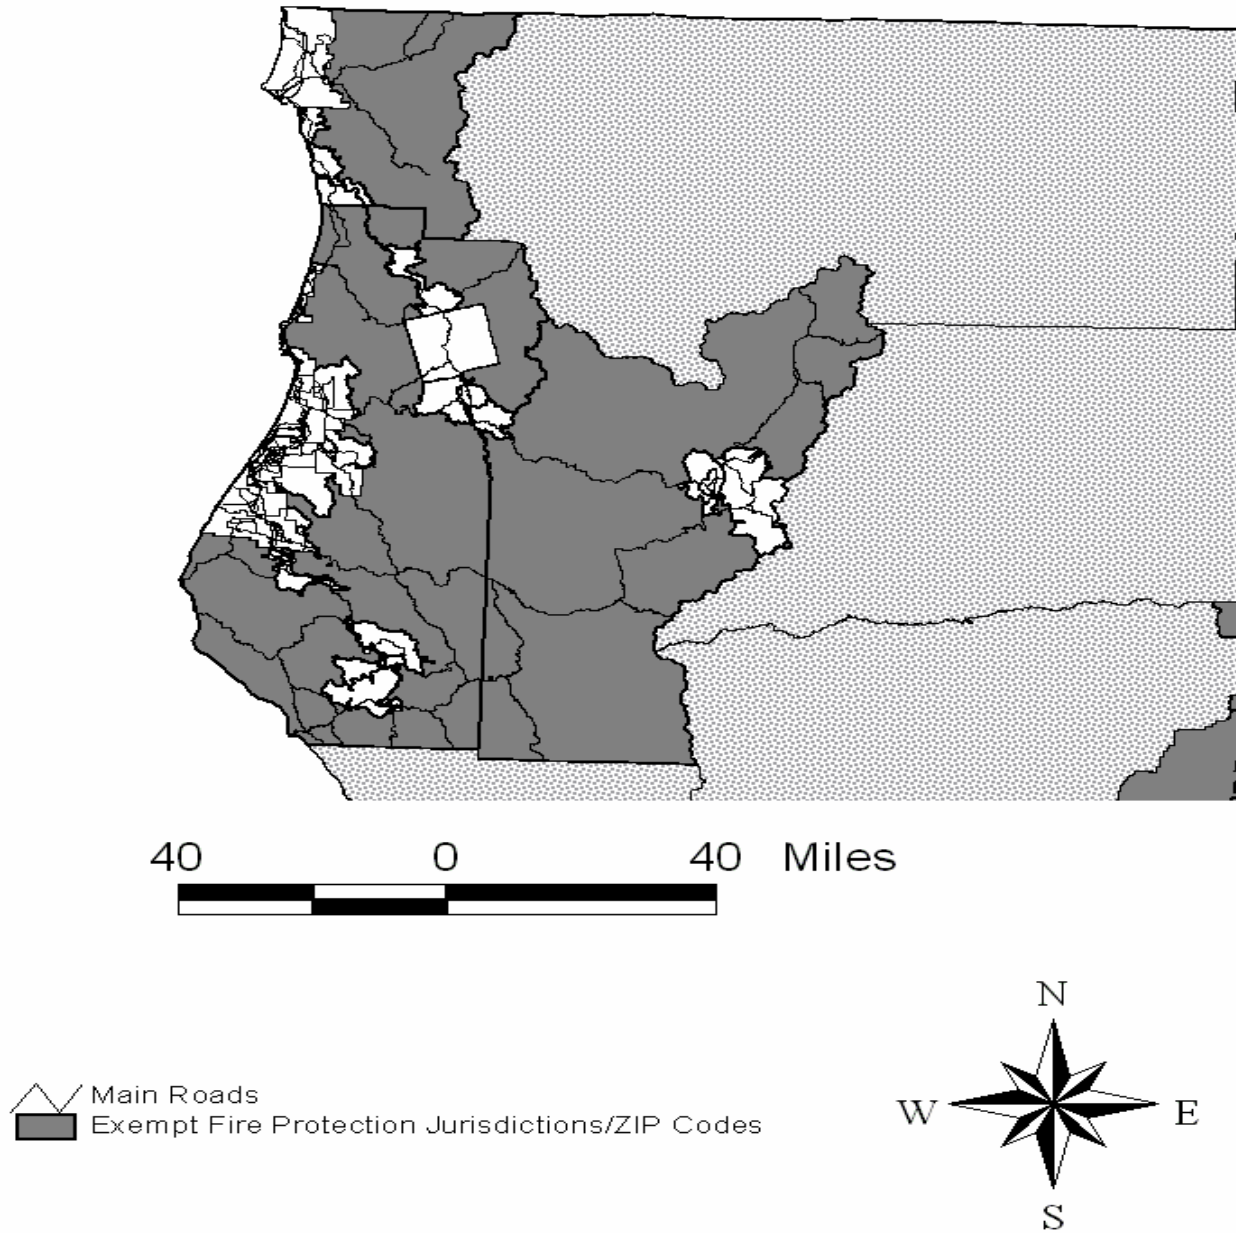 40 0 40 Miles
N
W E
S
Main Roads
Exempt Fire Protection Jurisdictions/ZIP Codes